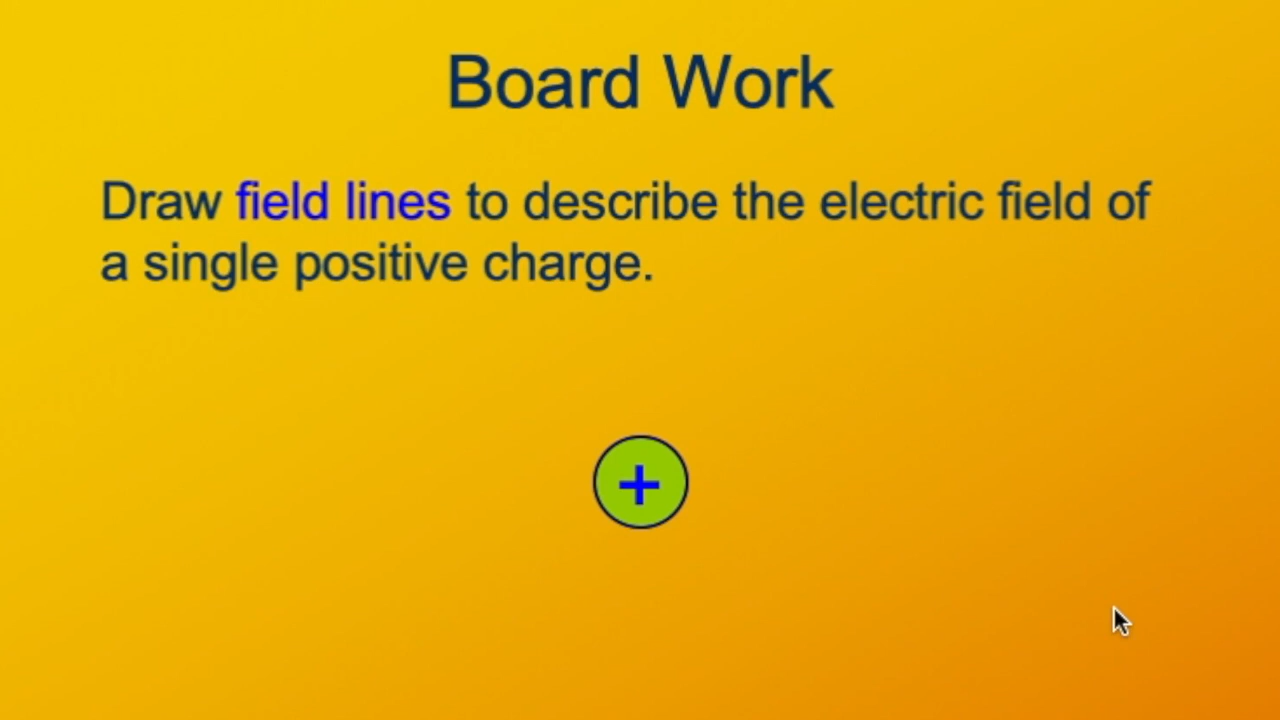 Board Work
Draw field lines to describe the electric field of
a single positive charge.
+